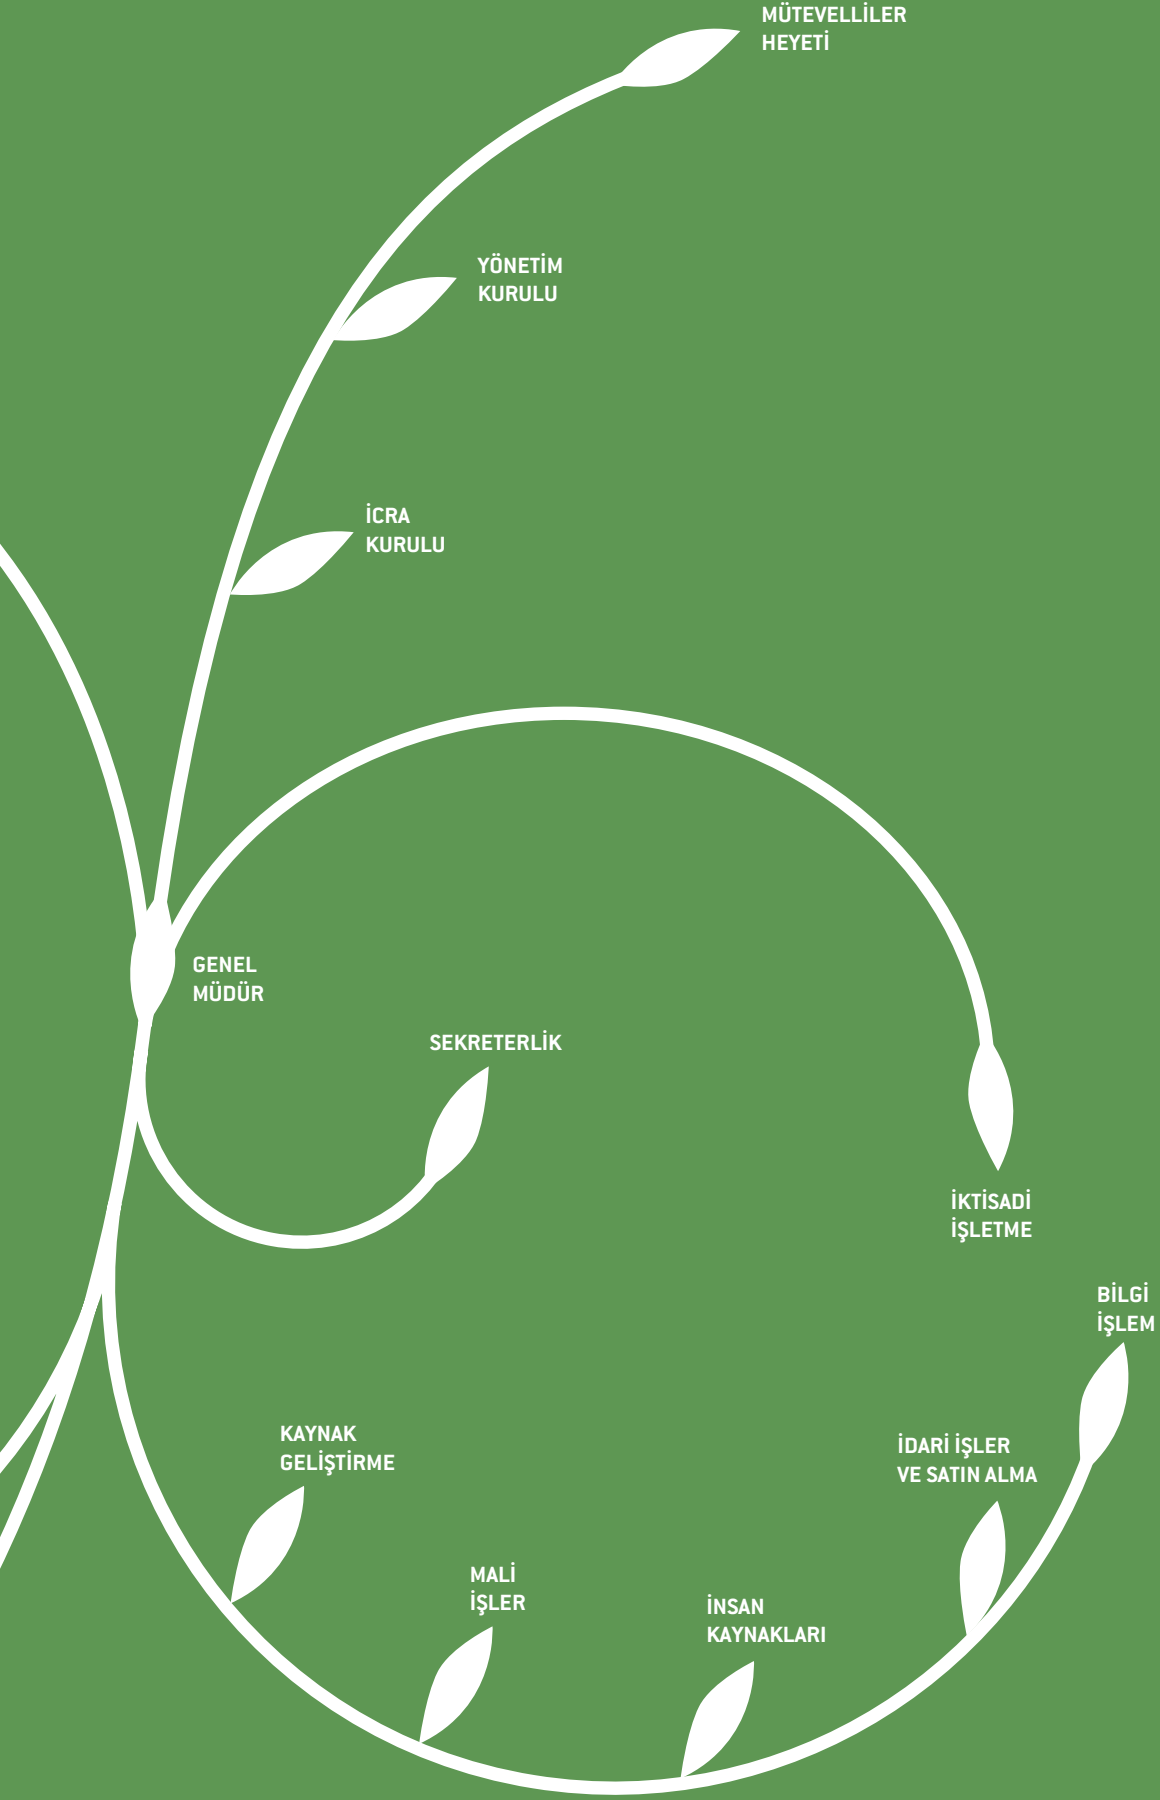 MÜTEVELLİLER
HEYETİ
YÖNETİM
KURULU
İCRA
KURULU
GENEL
MÜDÜR
SEKRETERLİK
İKTİSADİ
İŞLETME
BİLGİ
İŞLEM
KAYNAK
GELİŞTİRME
İDARİ İŞLER
VE SATIN ALMA
MALİ
İŞLER
İNSAN
KAYNAKLARI